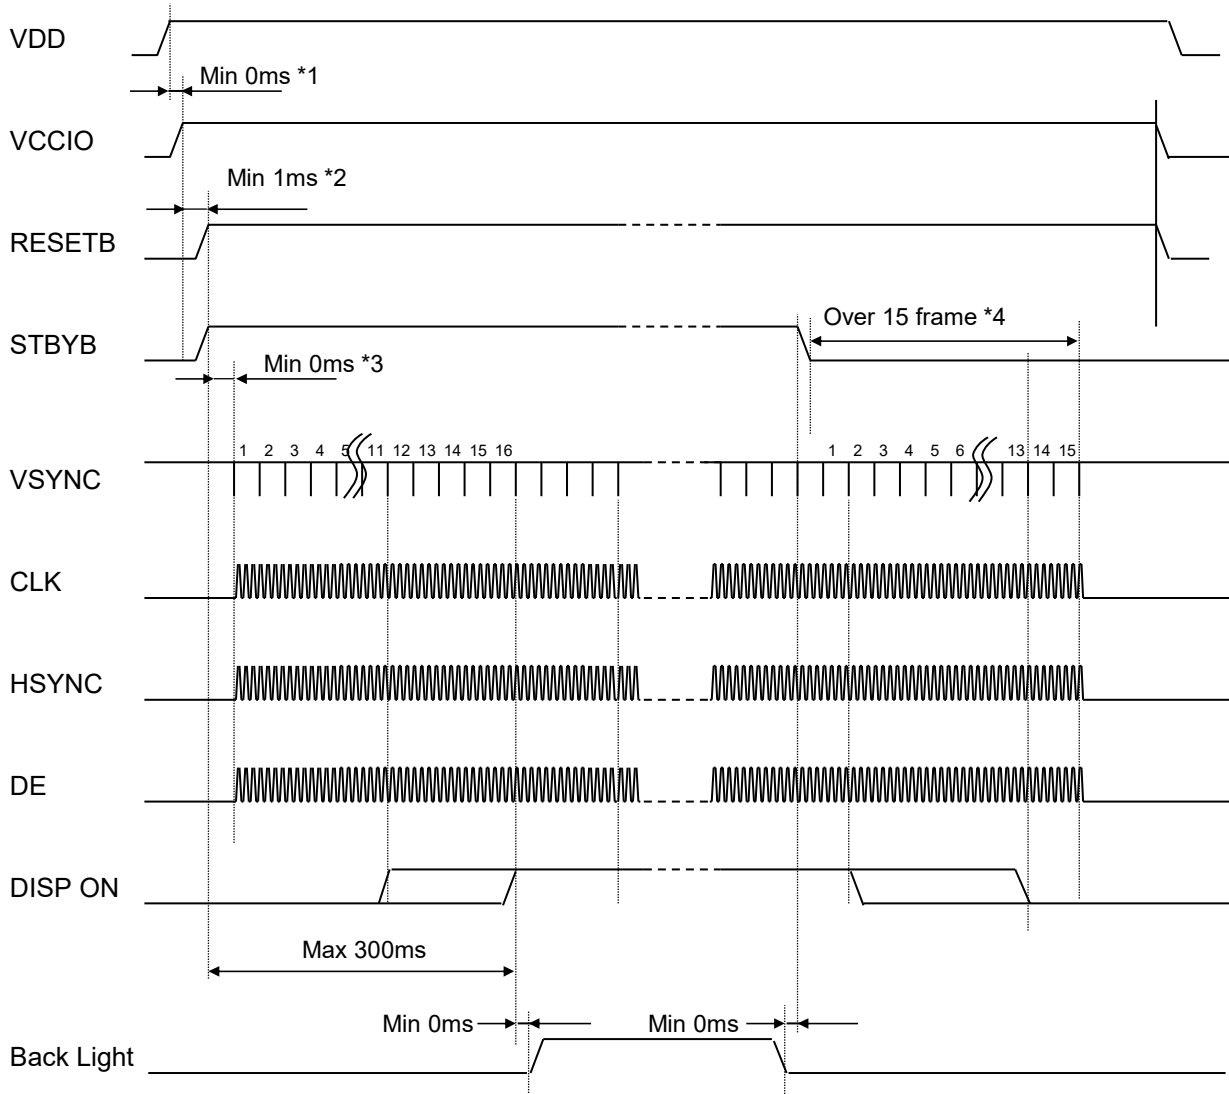 VDD
Min 0ms *1
VCCIO
Min 1ms *2
RESETB
Over 15 frame *4
STBYB
Min 0ms *3
1 2 3 4 5 11 12 13 14 15 16 1 2 3 4 5 6 13 14 15
VSYNC
CLK
HSYNC
DE
DISP ON
Max 300ms
Min 0ms Min 0ms
Back Light